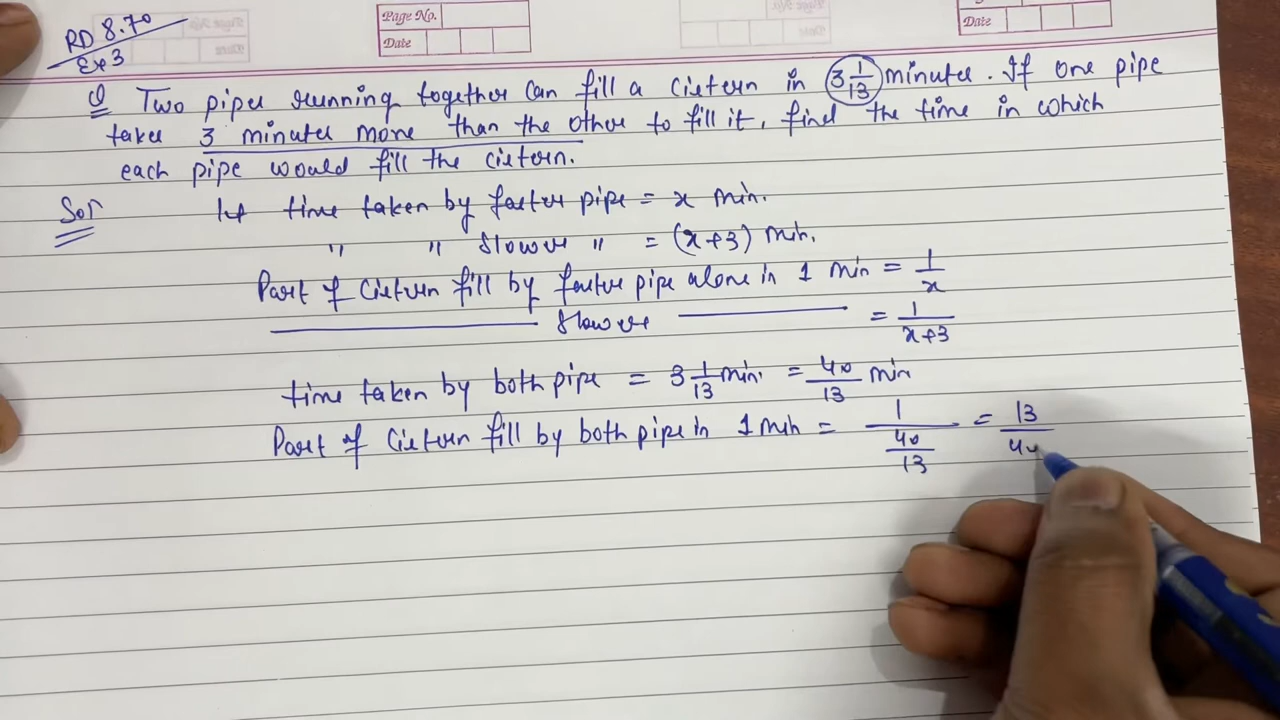 RD 8.70
Ex 3
Page No.
Date
Date
Q Two pipes running together can fill a cistern in 3 1/13 minutes. If one pipe
takes 3 minutes more than the other to fill it, find the time in which
each pipe would fill the cistern.
Sol let time taken by faster pipe = x min.
" " slower " = (x+3) min.
Part of cistern fill by faster pipe alone in 1 min = 1/x
——— slower ——— = 1/x+3
time taken by both pipe = 3 1/13 min. = 40/13 min
Part of cistern fill by both pipe in 1 min = 1/(40/13) = 13/40